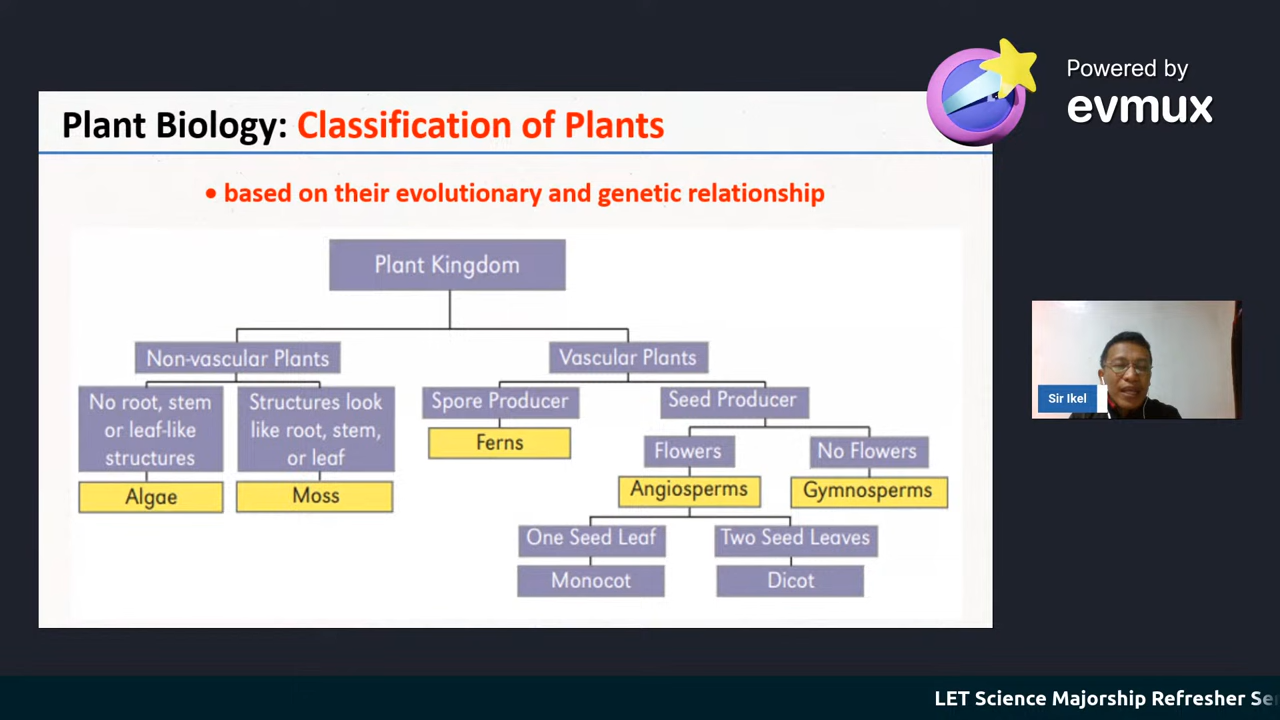 Powered by
evmux
Plant Biology: Classification of Plants
• based on their evolutionary and genetic relationship
Plant Kingdom
Non-vascular Plants
Vascular Plants
No root, stem
or leaf-like
structures
Structures look
like root, stem,
or leaf
Spore Producer
Seed Producer
Ferns
Flowers
No Flowers
Algae
Moss
Angiosperms
Gymnosperms
One Seed Leaf
Two Seed Leaves
Monocot
Dicot
Sir Ikel
LET Science Majorship Refresher Se